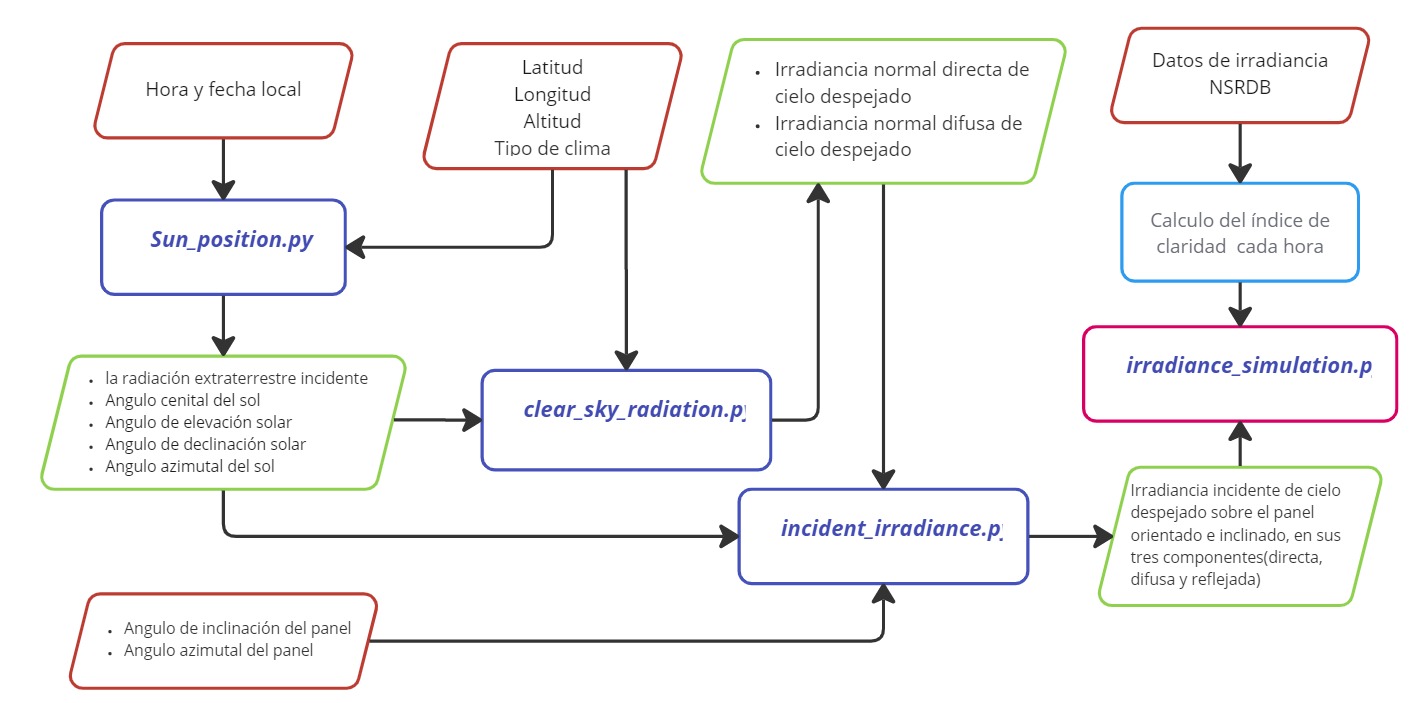 Hora y fecha local
Latitud
Longitud
Altitud
Tipo de clima
• Irradiancia normal directa de
cielo despejado
• Irradiancia normal difusa de
cielo despejado
Datos de irradiancia
NSRDB
Sun_position.py
Calculo del índice de
claridad cada hora
irradiance_simulation.p
• la radiación extraterrestre incidente
• Angulo cenital del sol
• Angulo de elevación solar
• Angulo de declinación solar
• Angulo azimutal del sol
clear_sky_radiation.py
incident_irradiance.py
Irradiancia incidente de cielo
despejado sobre el panel
orientado e inclinado, en sus
tres componentes(directa,
difusa y reflejada)
• Angulo de inclinación del panel
• Angulo azimutal del panel